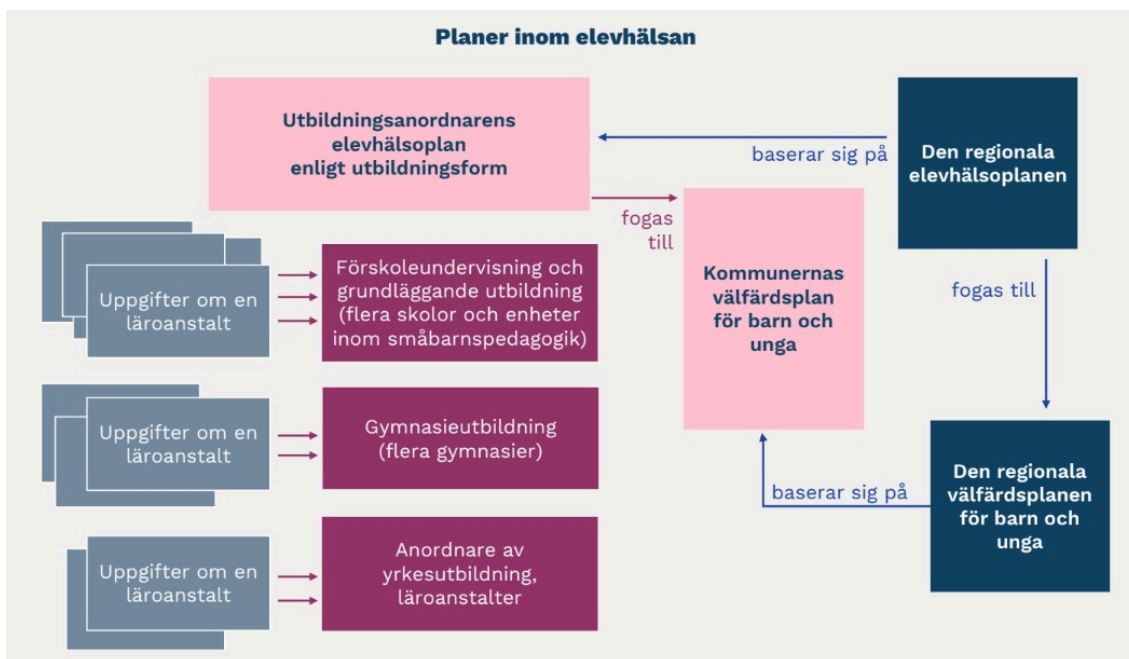 Planer inom elevhälsan
Utbildningsanordnarens
elevhälsoplan
enligt utbildningsform
baserar sig på
Den regionala
elevhälsoplanen
fogas
till
Kommunernas
välfärdsplan
för barn och
unga
fogas till
Uppgifter om en
läroanstalt
Förskoleundervisning och
grundläggande utbildning
(flera skolor och enheter
inom småbarnspedagogik)
Uppgifter om en
läroanstalt
Gymnasieutbildning
(flera gymnasier)
baserar sig på
Den regionala
välfärdsplanen
för barn och
unga
Uppgifter om en
läroanstalt
Anordnare av
yrkesutbildning,
läroanstalter